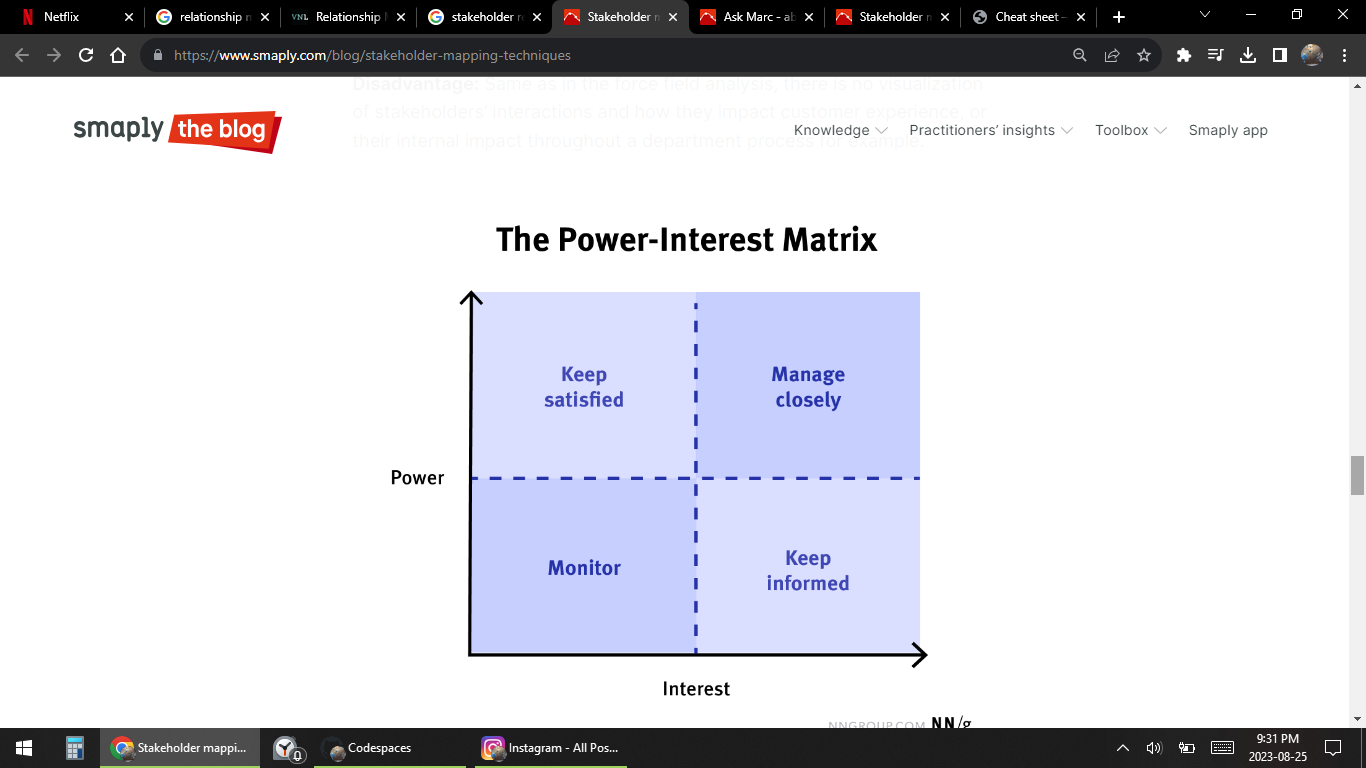 Netflix
relationship n
Relationship
stakeholder r
Stakeholder n
Ask Marc - ab
Stakeholder n
Cheat sheet –
https://www.smaply.com/blog/stakeholder-mapping-techniques
Disadvantage: Same as in the force field analysis, there is no visualization
of stakeholders' interactions and how they impact customer experience, or
their internal impact throughout a department process for example.
smaply the blog
Knowledge
Practitioners' insights
Toolbox
Smaply app
The Power-Interest Matrix
Keep
satisfied
Manage
closely
Power
Monitor
Keep
informed
Interest
NNGROUP.COM NN/g
Stakeholder mappi...
0
Codespaces
Instagram - All Pos...
9:31 PM
2023-08-25